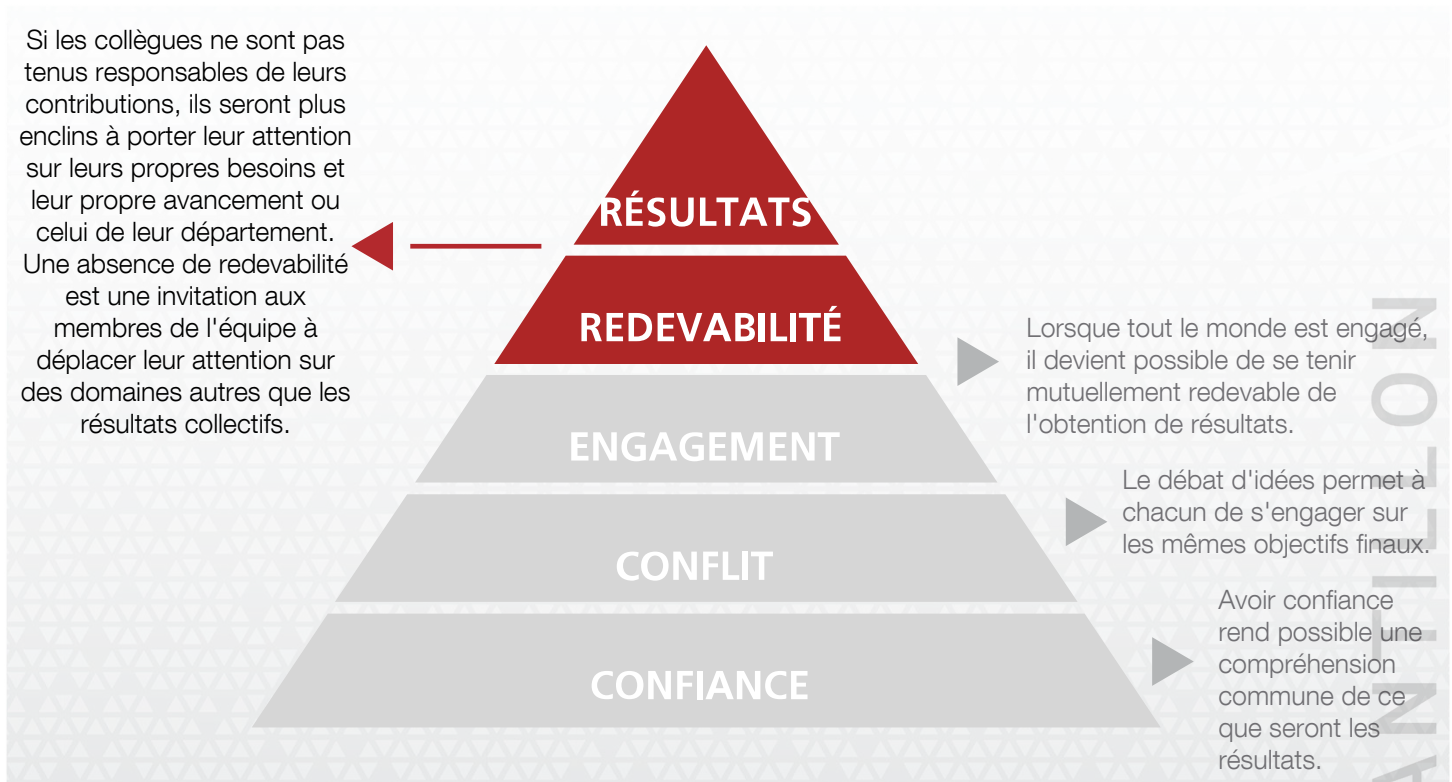 Si les collègues ne sont pas
tenus responsables de leurs
contributions, ils seront plus
enclins à porter leur attention
sur leurs propres besoins et
leur propre avancement ou
celui de leur département.
Une absence de redevabilité
est une invitation aux
membres de l'équipe à
déplacer leur attention sur
des domaines autres que les
résultats collectifs.
RÉSULTATS
REDEVABILITÉ
ENGAGEMENT
CONFLIT
CONFIANCE
Lorsque tout le monde est engagé,
il devient possible de se tenir
mutuellement redevable de
l'obtention de résultats.
Le débat d'idées permet à
chacun de s'engager sur
les mêmes objectifs finaux.
Avoir confiance
rend possible une
compréhension
commune de ce
que seront les
résultats.
ANTILLON